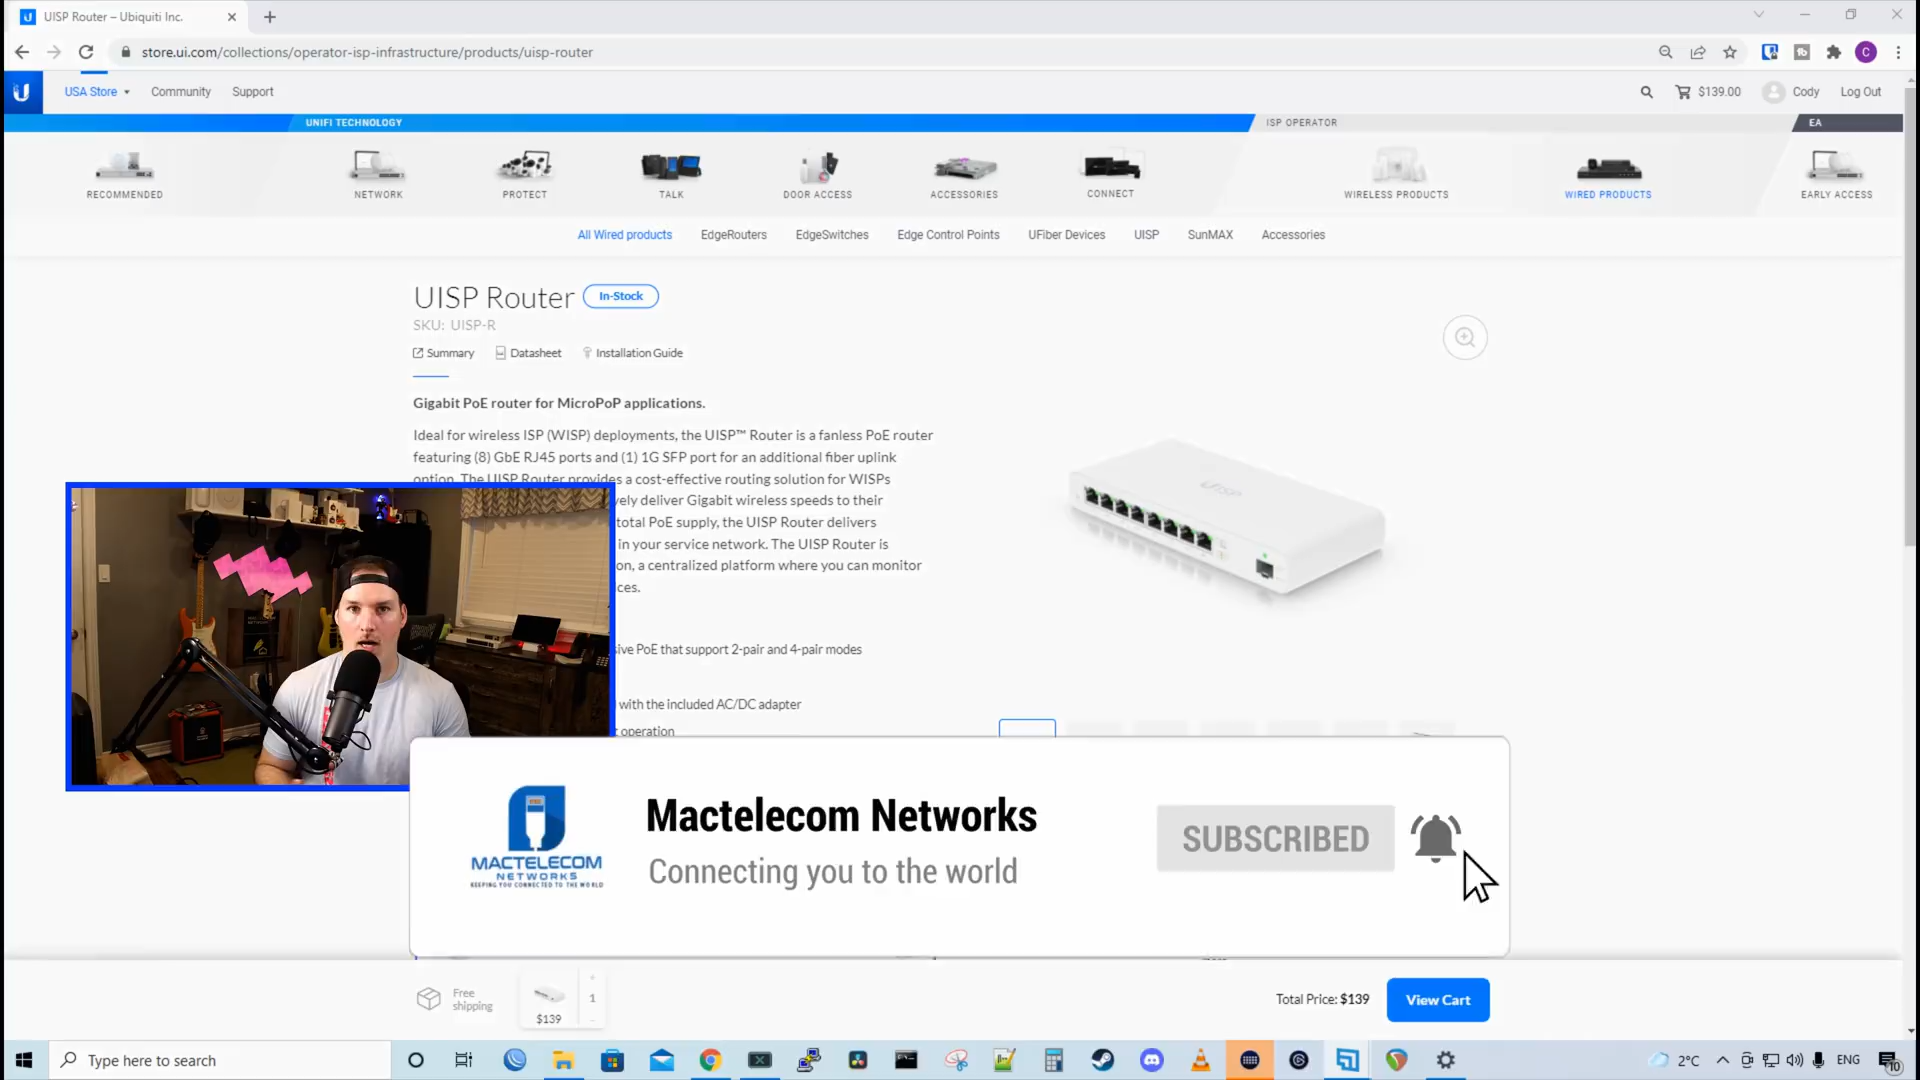 UISP Router – Ubiquiti Inc.
store.ui.com/collections/operator-isp-infrastructure/products/uisp-router
C
USA Store
Community
Support
$139.00
Cody
Log Out
UNIFI TECHNOLOGY
ISP OPERATOR
EA
RECOMMENDED
NETWORK
PROTECT
TALK
DOOR ACCESS
ACCESSORIES
CONNECT
WIRELESS PRODUCTS
WIRED PRODUCTS
EARLY ACCESS
All Wired products
EdgeRouters
EdgeSwitches
Edge Control Points
UFiber Devices
UISP
SunMAX
Accessories
UISP Router
In-Stock
SKU: UISP-R
Summary
Datasheet
Installation Guide
Gigabit PoE router for MicroPoP applications.
Ideal for wireless ISP (WISP) deployments, the UISP™ Router is a fanless PoE router
featuring (8) GbE RJ45 ports and (1) 1G SFP port for an additional fiber uplink
option. The UISP Router provides a cost-effective routing solution for WISPs
vely deliver Gigabit wireless speeds to their
total PoE supply, the UISP Router delivers
in your service network. The UISP Router is
on, a centralized platform where you can monitor
ces.
sive PoE that support 2-pair and 4-pair modes
with the included AC/DC adapter
t operation
UISP
MACTELECOM
NETWORKS
KEEPING YOU CONNECTED TO THE WORLD
Mactelecom Networks
Connecting you to the world
SUBSCRIBED
Free
shipping
$139
1
Total Price: $139
View Cart
Type here to search
2°C
ENG
10